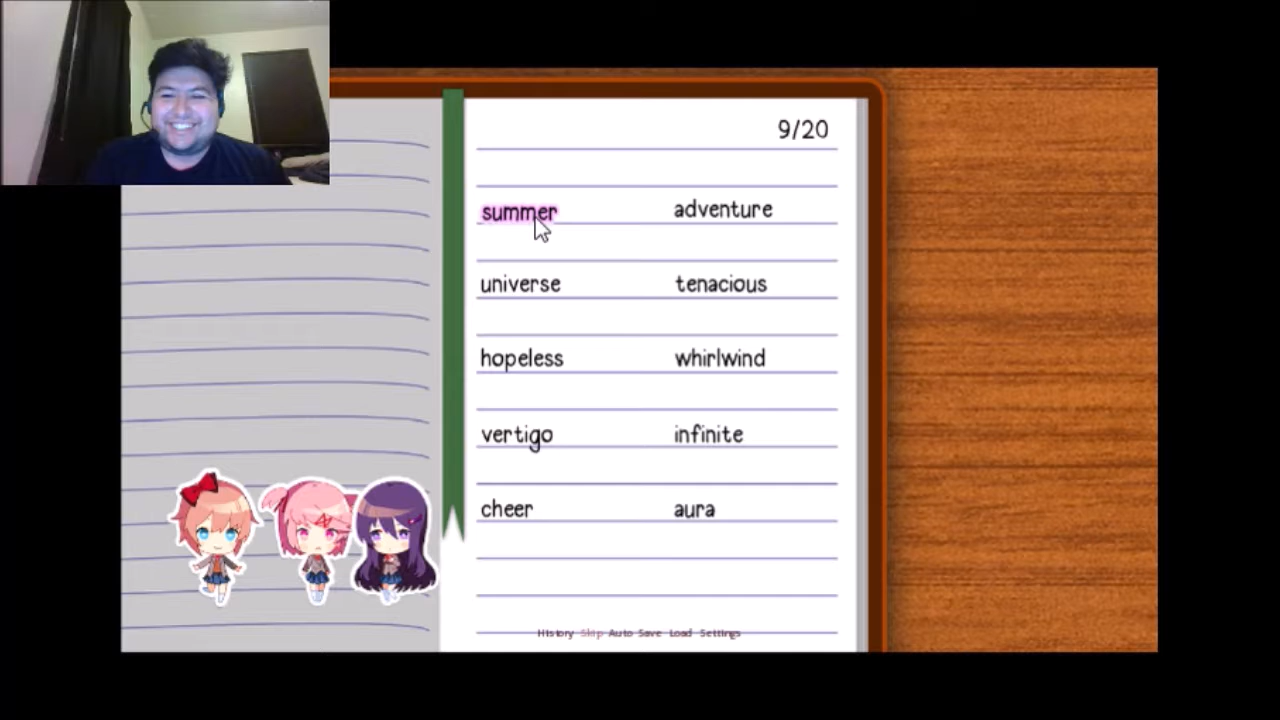 9/20
summer adventure
universe tenacious
hopeless whirlwind
vertigo infinite
cheer aura
History Skip Auto Save Load Settings